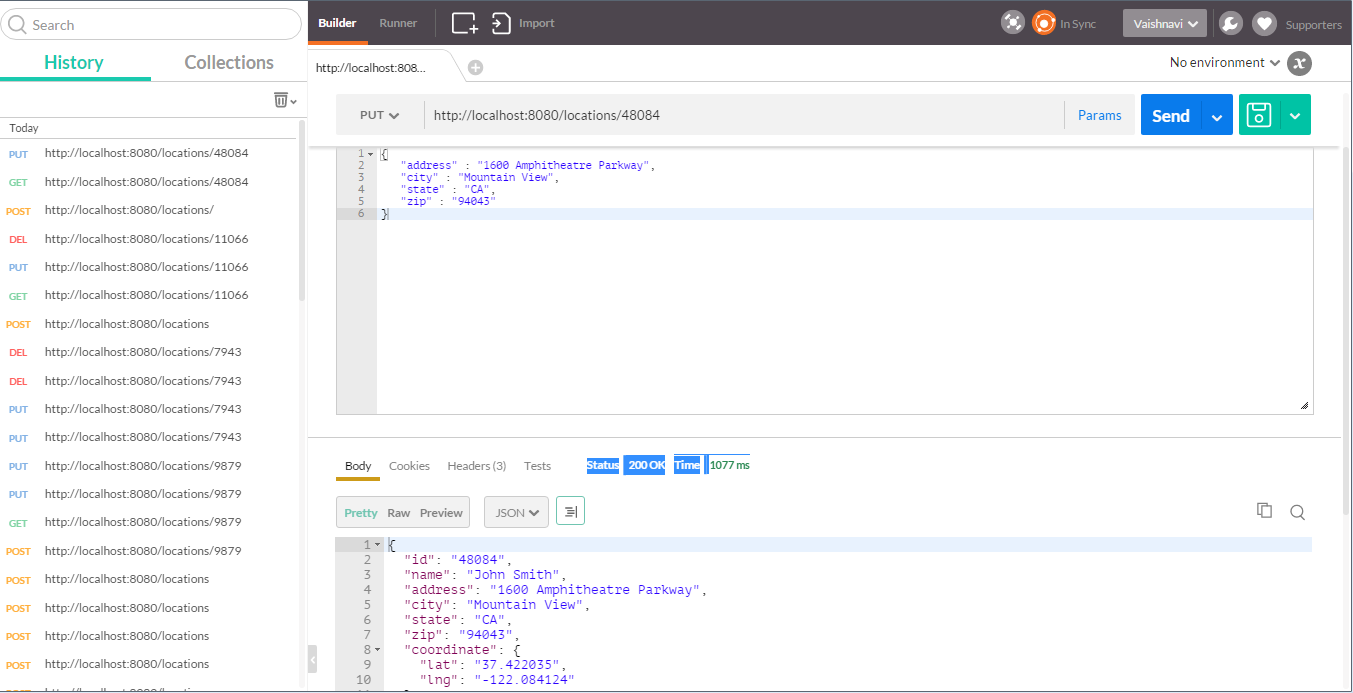 Search
History Collections
Today
PUT http://localhost:8080/locations/48084
GET http://localhost:8080/locations/48084
POST http://localhost:8080/locations/
DEL http://localhost:8080/locations/11066
PUT http://localhost:8080/locations/11066
GET http://localhost:8080/locations/11066
POST http://localhost:8080/locations
DEL http://localhost:8080/locations/7943
DEL http://localhost:8080/locations/7943
PUT http://localhost:8080/locations/7943
PUT http://localhost:8080/locations/7943
PUT http://localhost:8080/locations/9879
PUT http://localhost:8080/locations/9879
GET http://localhost:8080/locations/9879
POST http://localhost:8080/locations/9879
POST http://localhost:8080/locations
POST http://localhost:8080/locations
POST http://localhost:8080/locations
POST http://localhost:8080/locations
Builder Runner Import In Sync Vaishnavi Supporters
http://localhost:808... No environment
PUT http://localhost:8080/locations/48084 Params Send
1 {
2 "address" : "1600 Amphitheatre Parkway",
3 "city" : "Mountain View",
4 "state" : "CA",
5 "zip" : "94043"
6 }
Body Cookies Headers (3) Tests Status 200 OK Time 1077 ms
Pretty Raw Preview JSON
1 {
2 "id": "48084",
3 "name": "John Smith",
4 "address": "1600 Amphitheatre Parkway",
5 "city": "Mountain View",
6 "state": "CA",
7 "zip": "94043",
8 "coordinate": {
9 "lat": "37.422035",
10 "lng": "-122.084124"